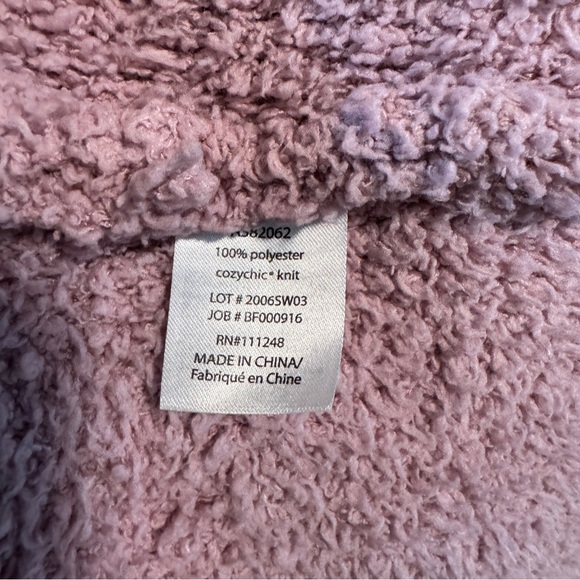 100% polyester
cozychic® knit
LOT # 2006SW03
JOB # BF000916
RN#111248
MADE IN CHINA/
Fabriqué en Chine